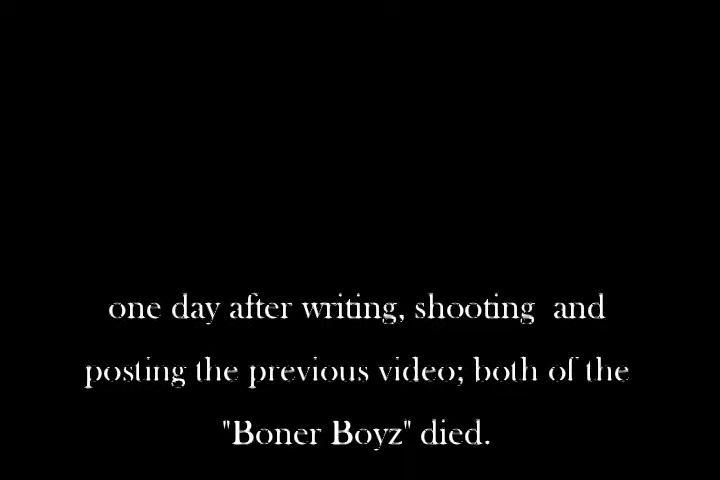 one day after writing, shooting  and
posting the previous video; both of the
"Boner Boyz" died.